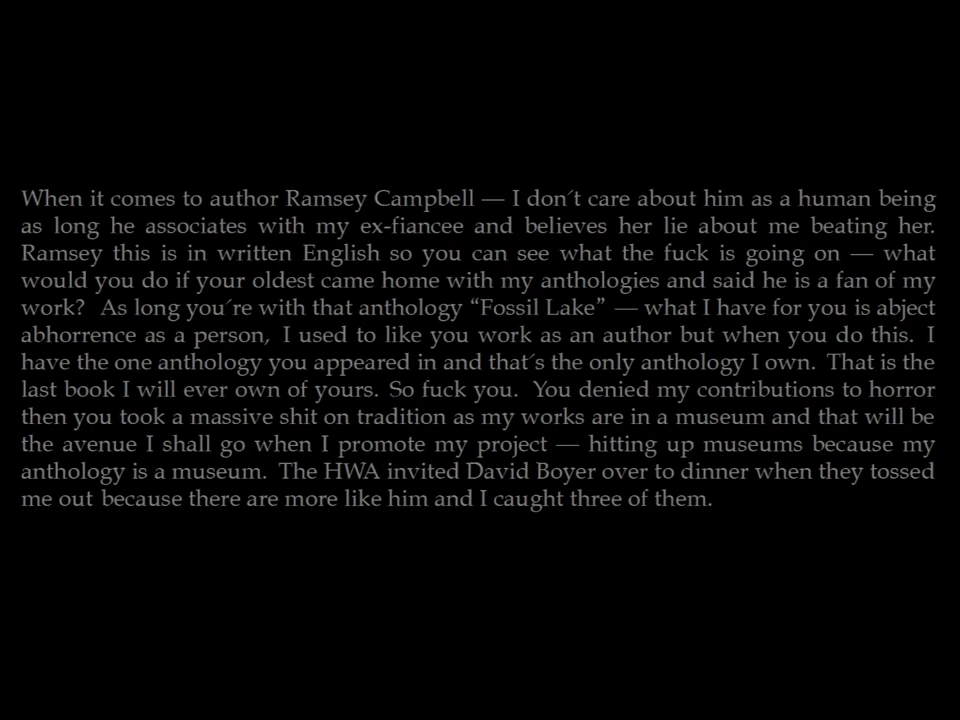 When it comes to author Ramsey Campbell — I don´t care about him as a human being
as long he associates with my ex-fiancee and believes her lie about me beating her.
Ramsey this is in written English so you can see what the fuck is going on — what
would you do if your oldest came home with my anthologies and said he is a fan of my
work?  As long you´re with that anthology “Fossil Lake” — what I have for you is abject
abhorrence as a person, I used to like you work as an author but when you do this. I
have the one anthology you appeared in and that´s the only anthology I own.  That is the
last book I will ever own of yours. So fuck you.  You denied my contributions to horror
then you took a massive shit on tradition as my works are in a museum and that will be
the avenue I shall go when I promote my project — hitting up museums because my
anthology is a museum.  The HWA invited David Boyer over to dinner when they tossed
me out because there are more like him and I caught three of them.